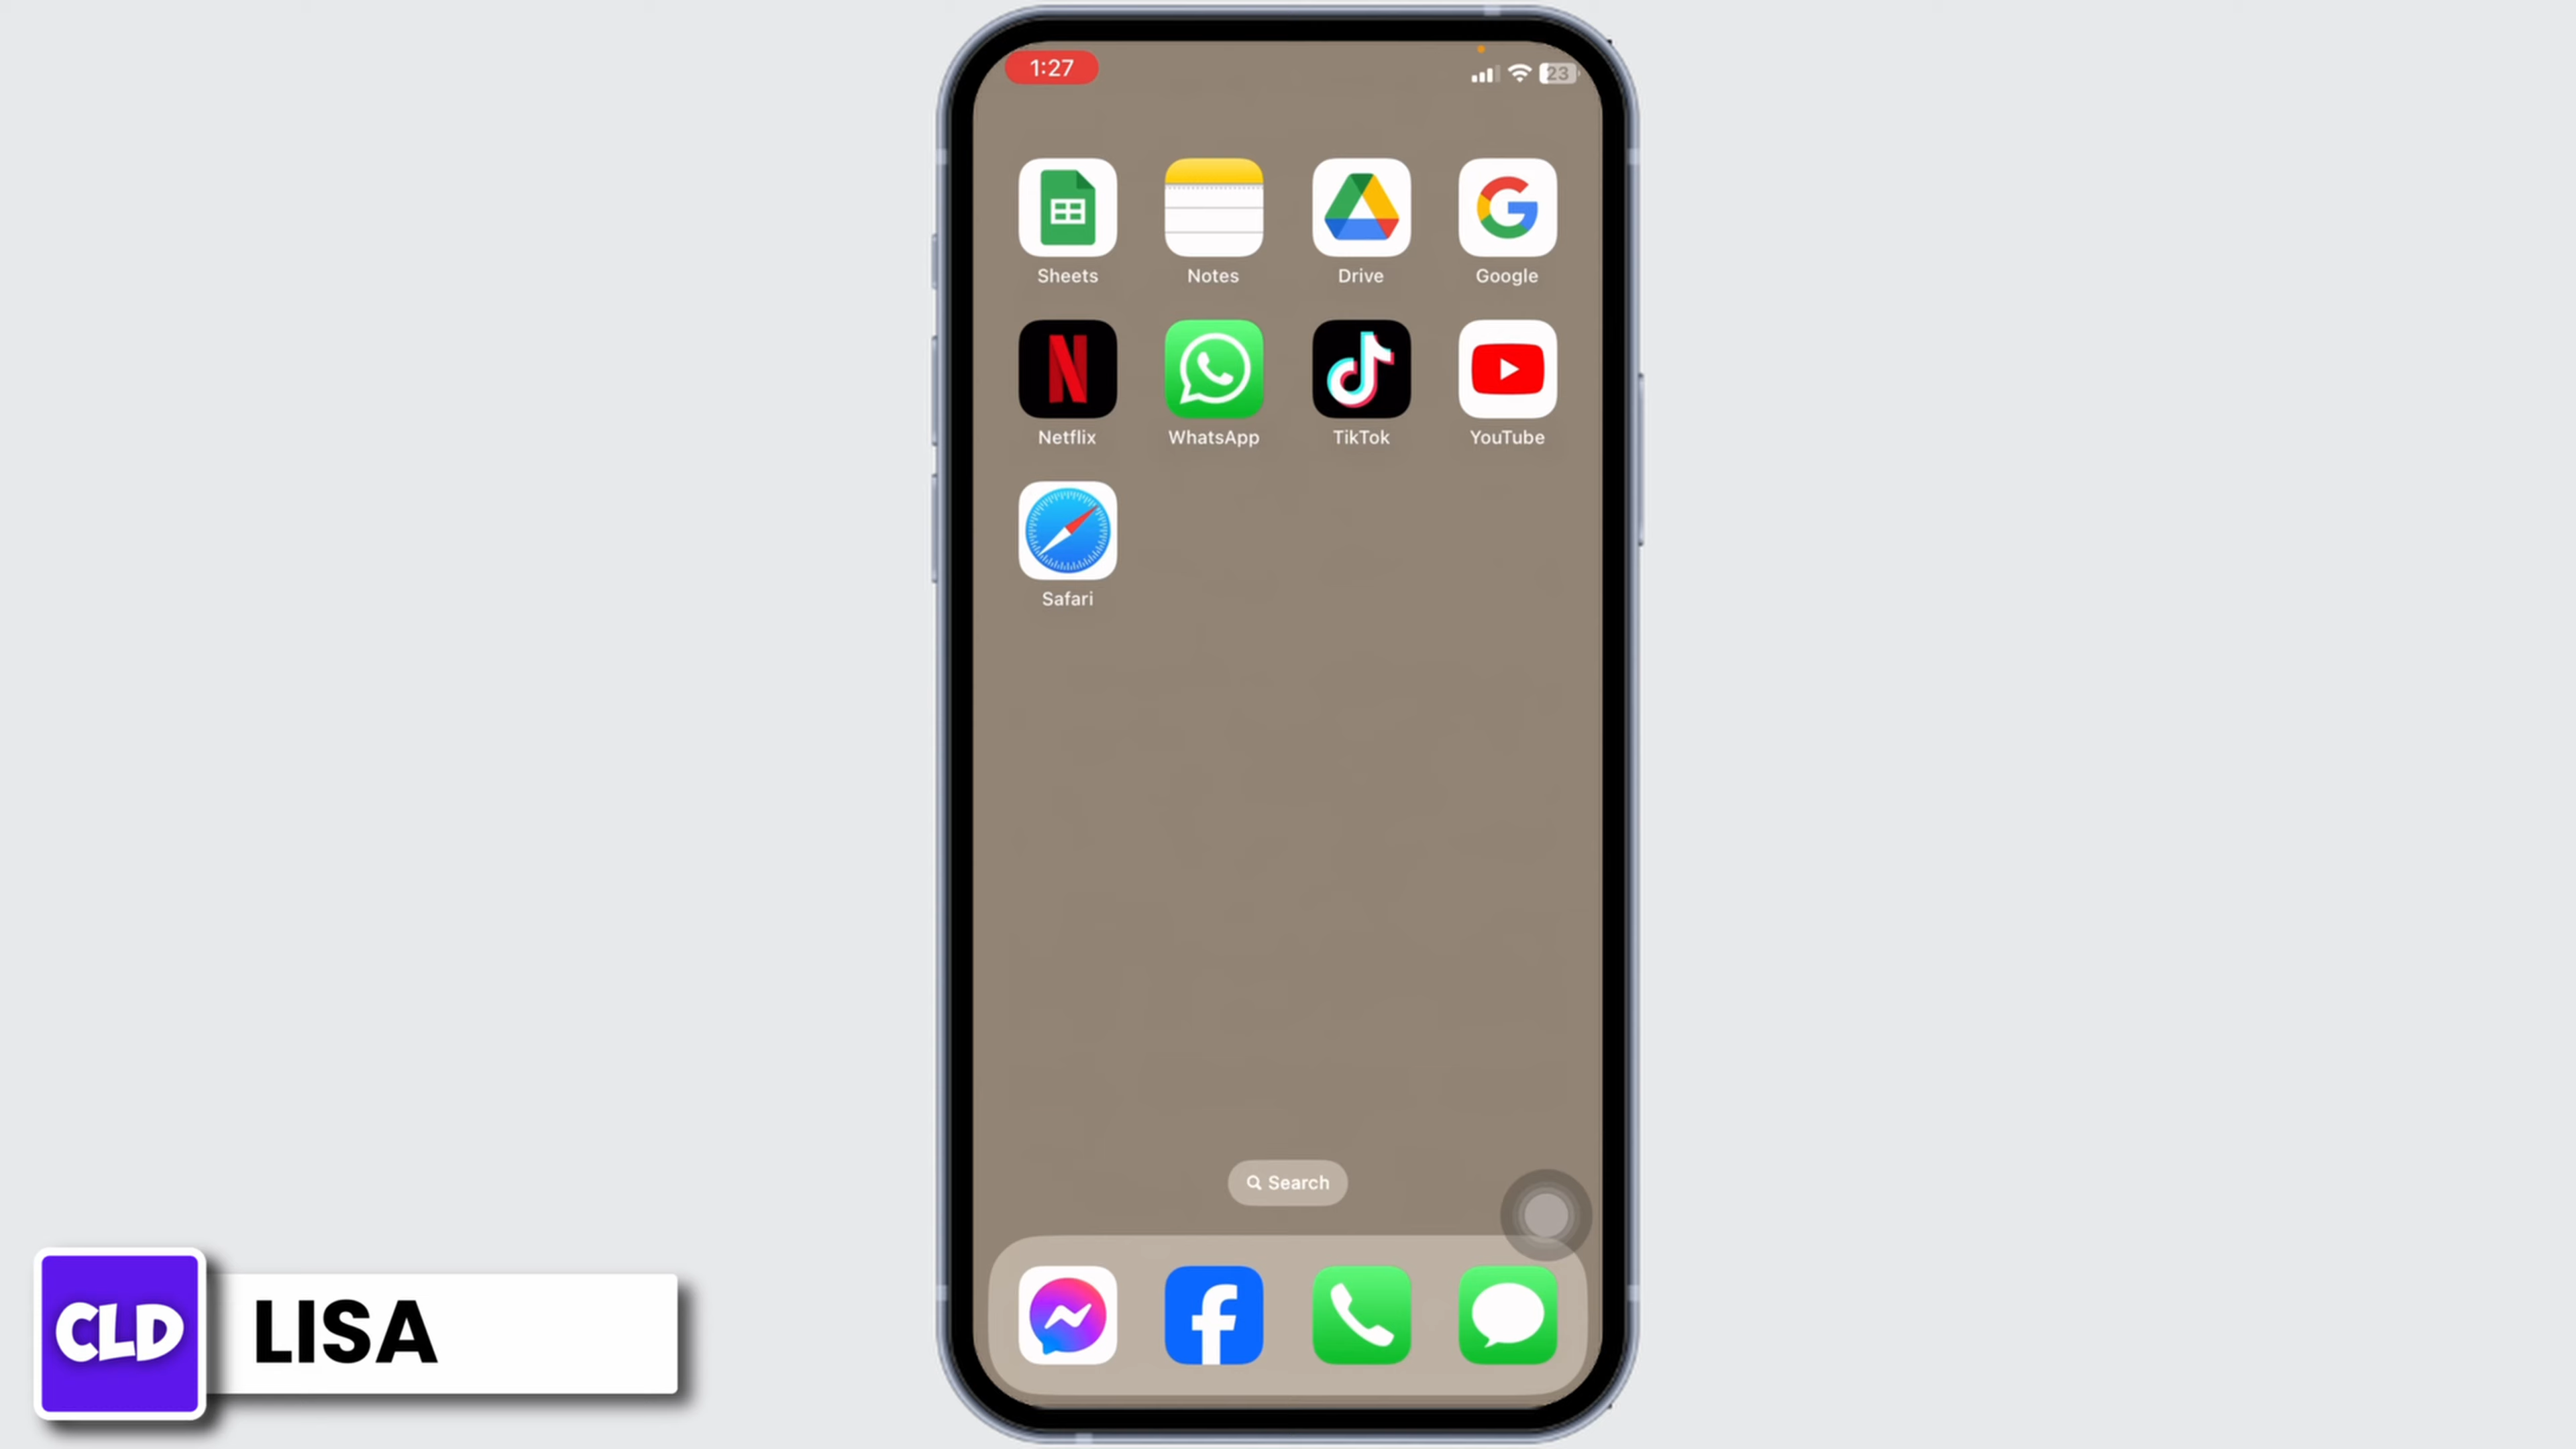 1:27
23
Sheets Notes Drive Google
Netflix WhatsApp TikTok YouTube
Safari
Search
CLD LISA